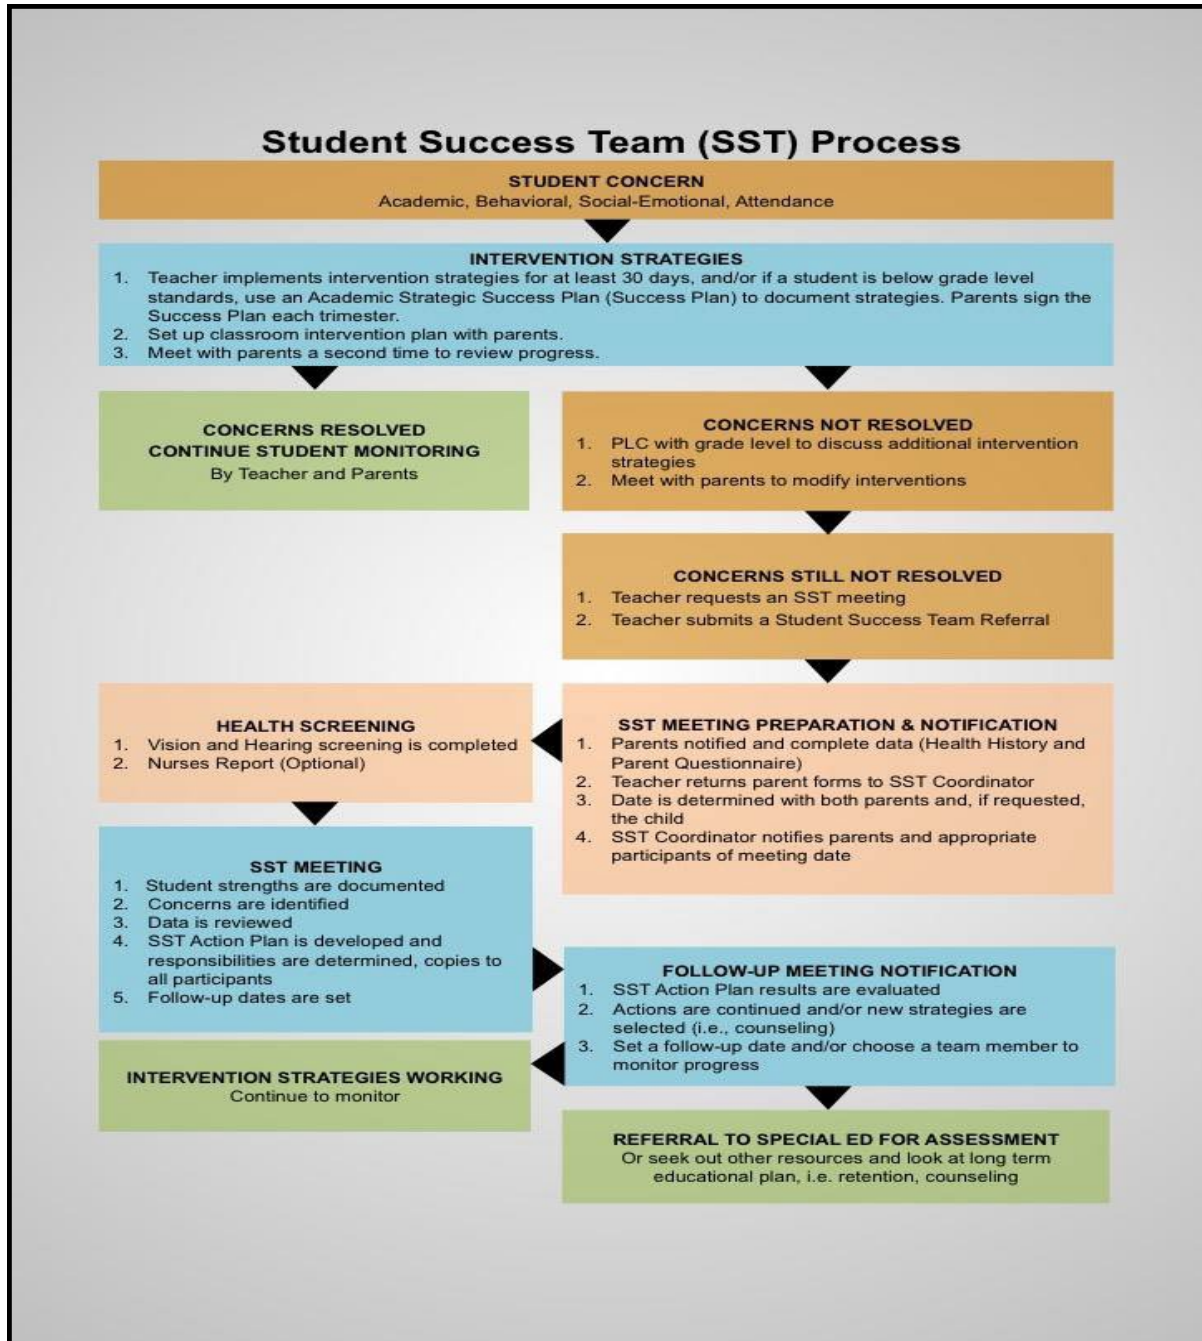 Student Success Team (SST) Process
STUDENT CONCERN
Academic, Behavioral, Social-Emotional, Attendance
INTERVENTION STRATEGIES
1. Teacher implements intervention strategies for at least 30 days, and/or if a student is below grade level
standards, use an Academic Strategic Success Plan (Success Plan) to document strategies. Parents sign the
Success Plan each trimester.
2. Set up classroom intervention plan with parents.
3. Meet with parents a second time to review progress.
CONCERNS RESOLVED
CONTINUE STUDENT MONITORING
By Teacher and Parents
CONCERNS NOT RESOLVED
1. PLC with grade level to discuss additional intervention
strategies
2. Meet with parents to modify interventions
CONCERNS STILL NOT RESOLVED
1. Teacher requests an SST meeting
2. Teacher submits a Student Success Team Referral
SST MEETING PREPARATION & NOTIFICATION
1. Parents notified and complete data (Health History and
Parent Questionnaire)
2. Teacher returns parent forms to SST Coordinator
3. Date is determined with both parents and, if requested,
the child
4. SST Coordinator notifies parents and appropriate
participants of meeting date
HEALTH SCREENING
1. Vision and Hearing screening is completed
2. Nurses Report (Optional)
SST MEETING
1. Student strengths are documented
2. Concerns are identified
3. Data is reviewed
4. SST Action Plan is developed and
responsibilities are determined, copies to
all participants
5. Follow-up dates are set
FOLLOW-UP MEETING NOTIFICATION
1. SST Action Plan results are evaluated
2. Actions are continued and/or new strategies are
selected (i.e., counseling)
3. Set a follow-up date and/or choose a team member to
monitor progress
INTERVENTION STRATEGIES WORKING
Continue to monitor
REFERRAL TO SPECIAL ED FOR ASSESSMENT
Or seek out other resources and look at long term
educational plan, i.e. retention, counseling